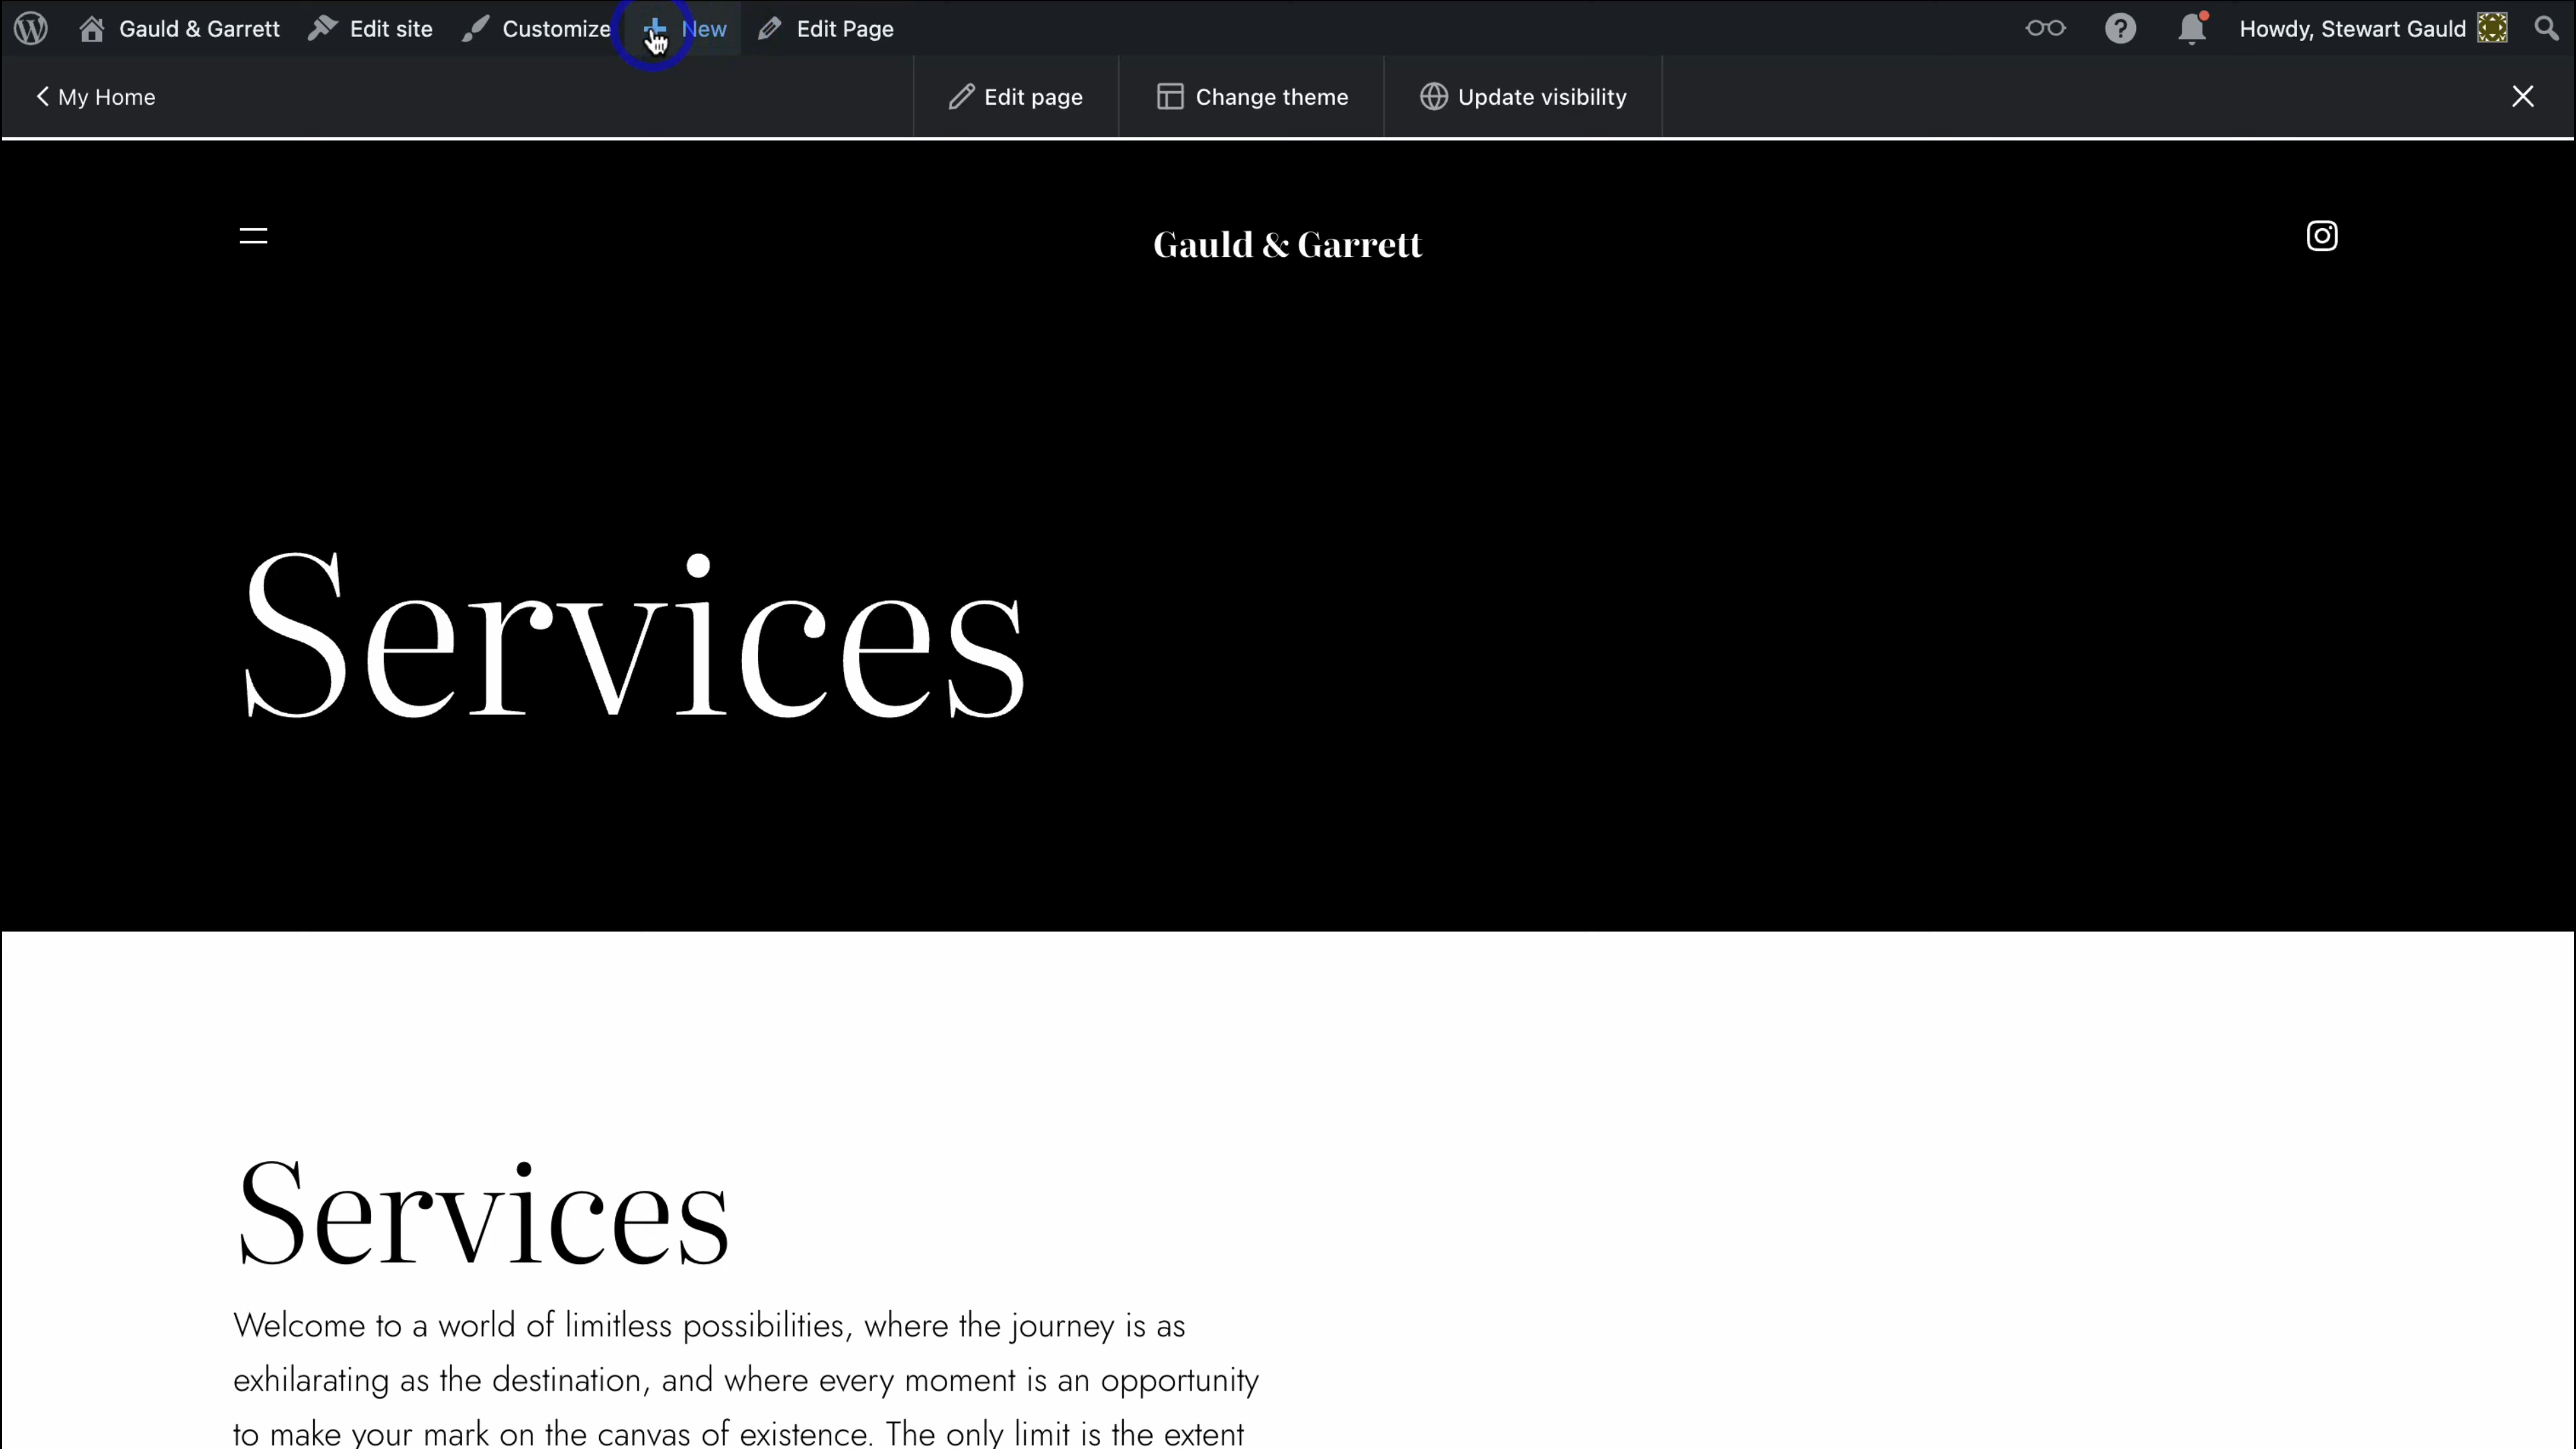 Gauld & Garrett Edit site Customize New Edit Page Howdy, Stewart Gauld
My Home Edit page Change theme Update visibility
Gauld & Garrett
Services
Services
Welcome to a world of limitless possibilities, where the journey is as
exhilarating as the destination, and where every moment is an opportunity
to make your mark on the canvas of existence. The only limit is the extent